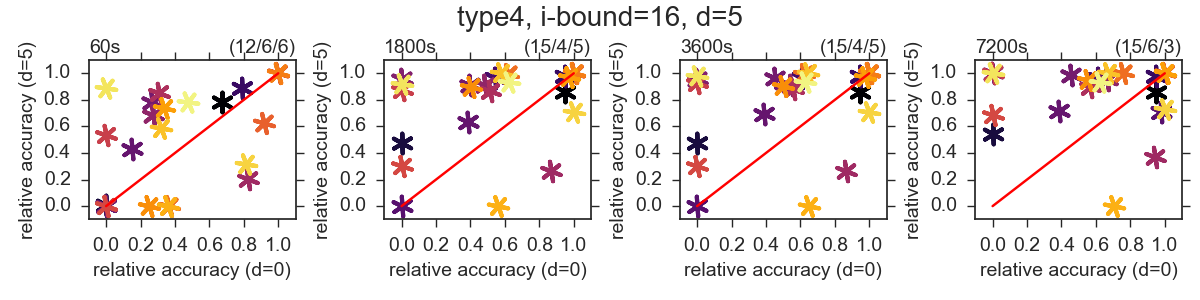 type4, i-bound=16, d=5
60s (12/6/6)
1800s (15/4/5)
3600s (15/4/5)
7200s (15/6/3)
relative accuracy (d=5)
1.0
0.8
0.6
0.4
0.2
0.0
0.0 0.2 0.4 0.6 0.8 1.0
relative accuracy (d=0)
relative accuracy (d=5)
1.0
0.8
0.6
0.4
0.2
0.0
0.0 0.2 0.4 0.6 0.8 1.0
relative accuracy (d=0)
relative accuracy (d=5)
1.0
0.8
0.6
0.4
0.2
0.0
0.0 0.2 0.4 0.6 0.8 1.0
relative accuracy (d=0)
relative accuracy (d=5)
1.0
0.8
0.6
0.4
0.2
0.0
0.0 0.2 0.4 0.6 0.8 1.0
relative accuracy (d=0)